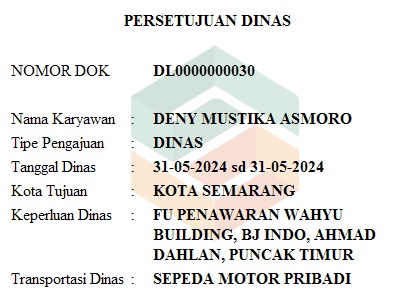 PERSETUJUAN DINAS
NOMOR DOK DL0000000030
Nama Karyawan : DENY MUSTIKA ASMORO
Tipe Pengajuan : DINAS
Tanggal Dinas : 31-05-2024 sd 31-05-2024
Kota Tujuan : KOTA SEMARANG
Keperluan Dinas : FU PENAWARAN WAHYU
BUILDING, BJ INDO, AHMAD
DAHLAN, PUNCAK TIMUR
Transportasi Dinas : SEPEDA MOTOR PRIBADI